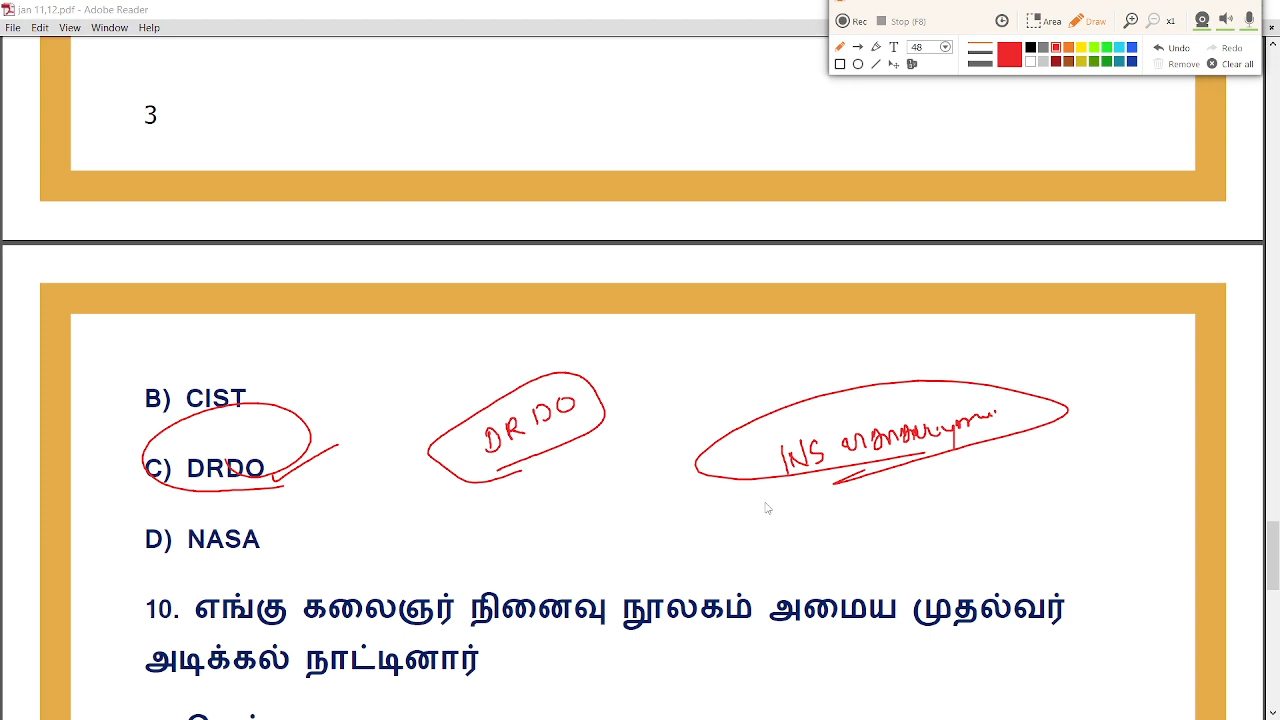 jan 11,12.pdf - Adobe Reader
File Edit View Window Help
Rec Stop (F8) Area Draw x1
T 48 Undo Redo
Remove Clear all
3
B) CIST
C) DRDO
DRDO
INS
D) NASA
10. எங்கு கலைஞர் நினைவு நூலகம் அமைய முதல்வர்
அடிக்கல் நாட்டினார்